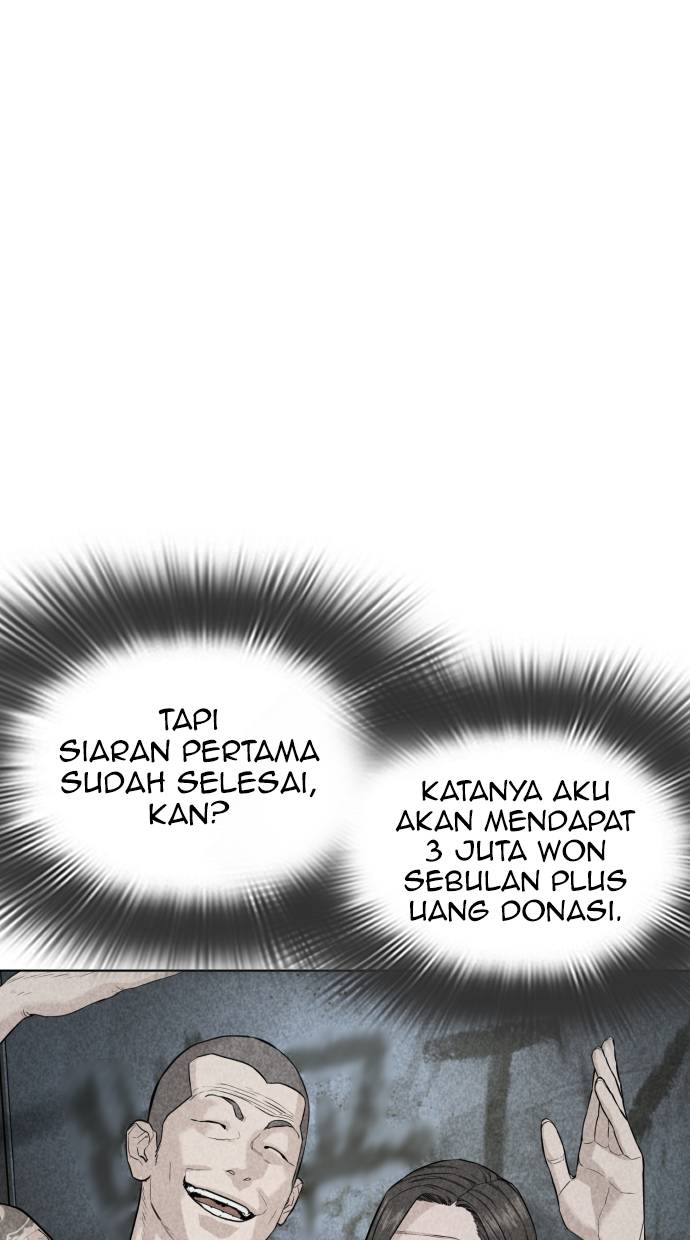 TAPI
SIARAN PERTAMA
SUDAH SELESAI,
KAN?
KATANYA AKU
AKAN MENDAPAT
3 JUTA WON
SEBULAN PLUS
UANG DONASI.